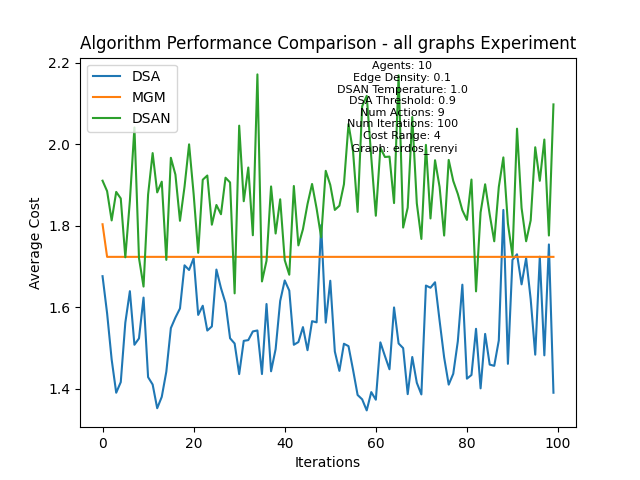 Algorithm Performance Comparison - all graphs Experiment
DSA
MGM
DSAN
Agents: 10
Edge Density: 0.1
DSAN Temperature: 1.0
DSA Threshold: 0.9
Num Actions: 9
Num Iterations: 100
Cost Range: 4
Graph: erdos_renyi
Average Cost
2.2
2.0
1.8
1.6
1.4
0
20
40
60
80
100
Iterations